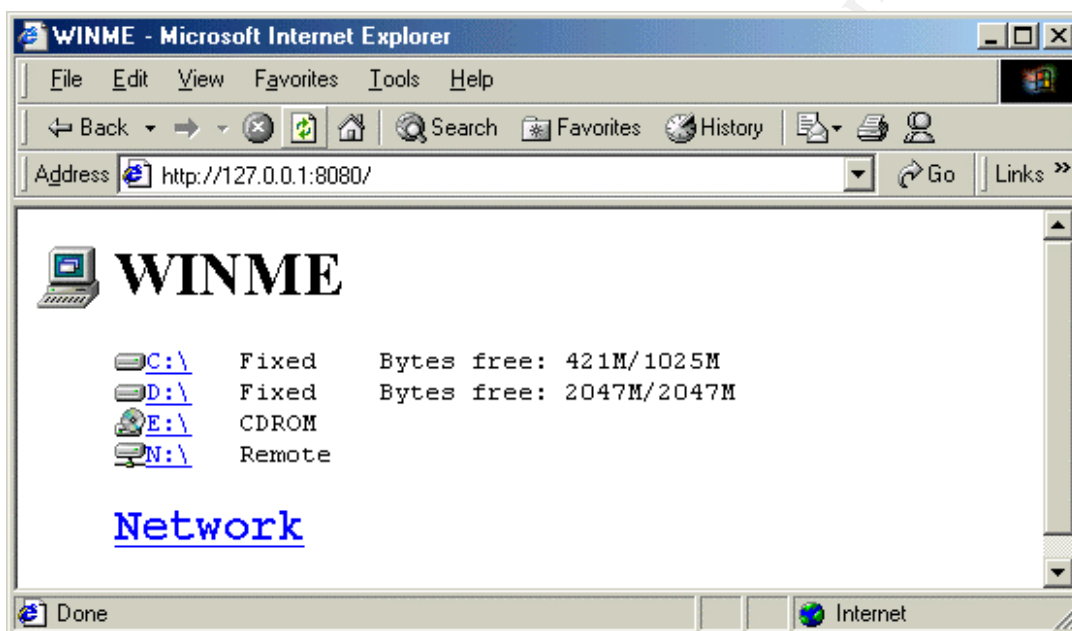 WINME - Microsoft Internet Explorer
File Edit View Favorites Tools Help
Back Search Favorites History
Address http://127.0.0.1:8080/ Go Links »
WINME
C:\ Fixed Bytes free: 421M/1025M
D:\ Fixed Bytes free: 2047M/2047M
E:\ CDROM
N:\ Remote
Network
Done Internet